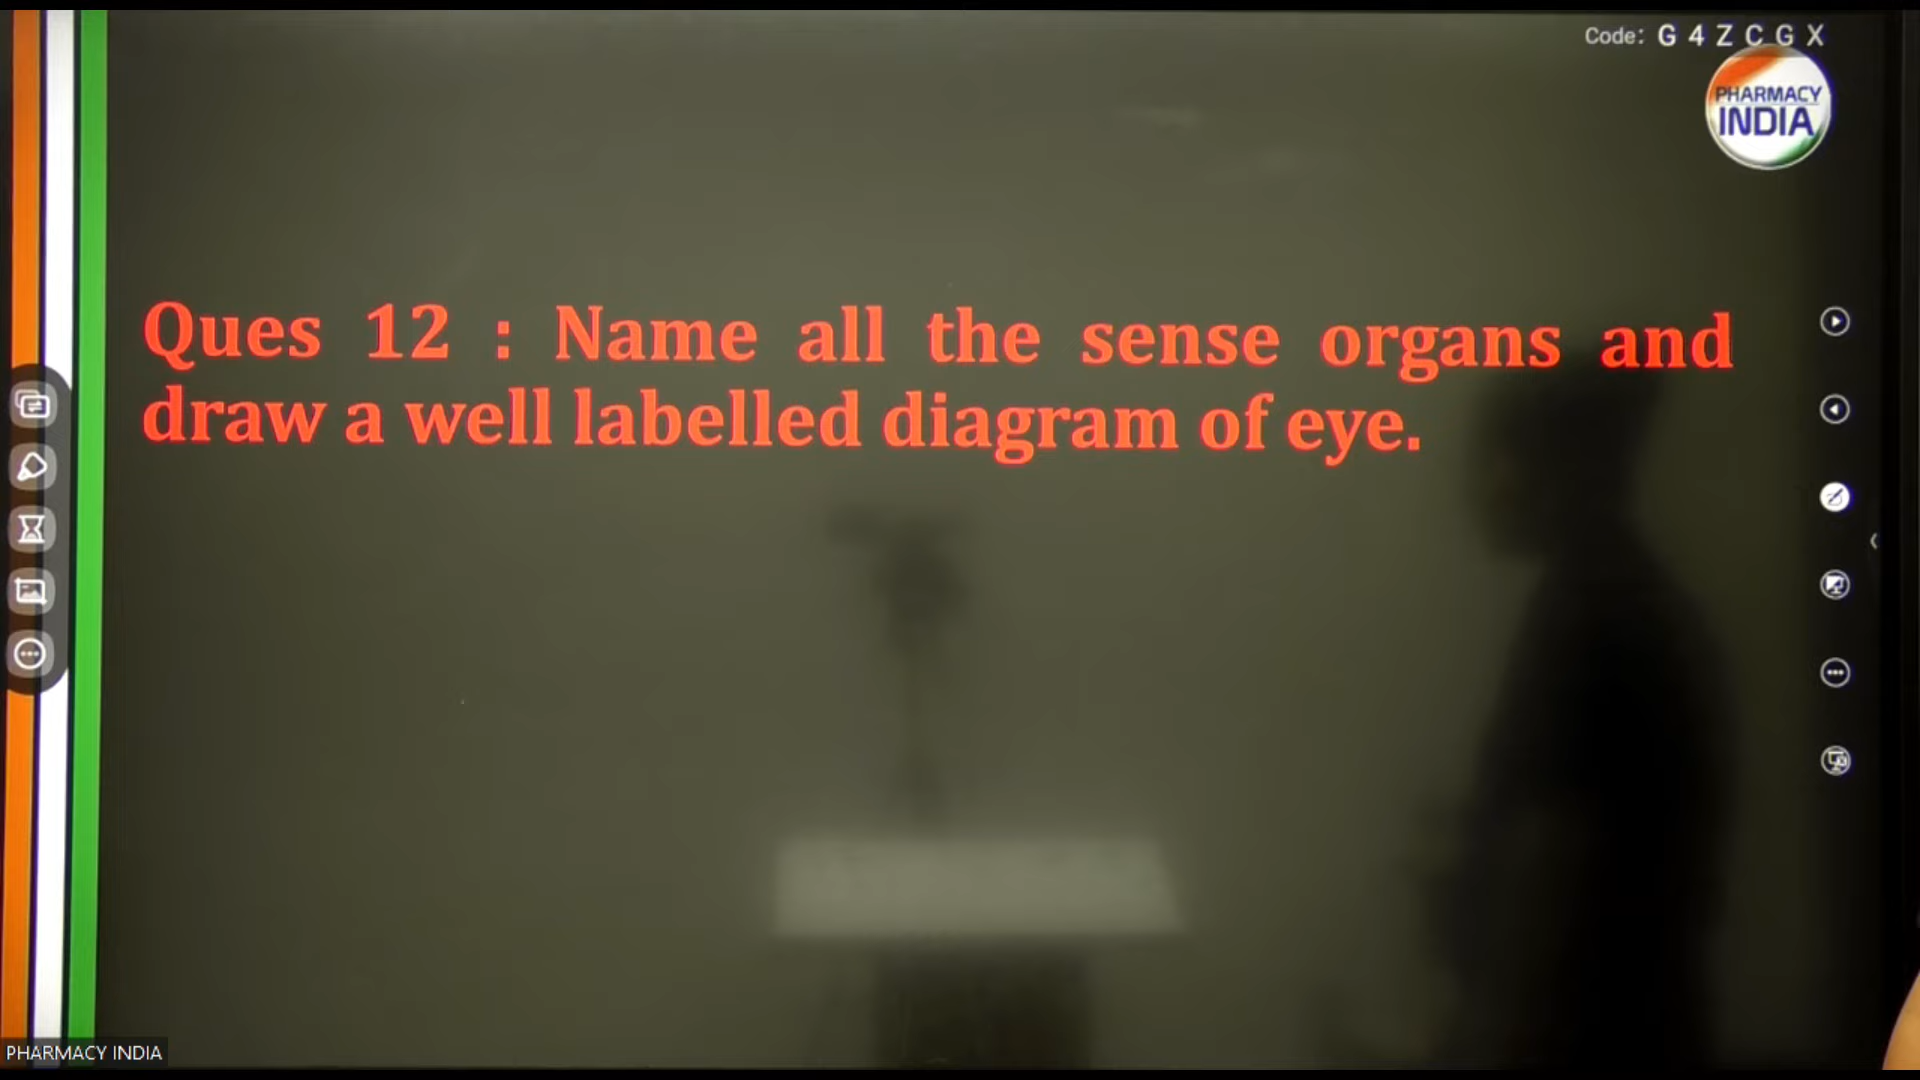 Code: G 4 Z C G X
PHARMACY
INDIA
Ques 12 : Name all the sense organs and
draw a well labelled diagram of eye.
PHARMACY INDIA